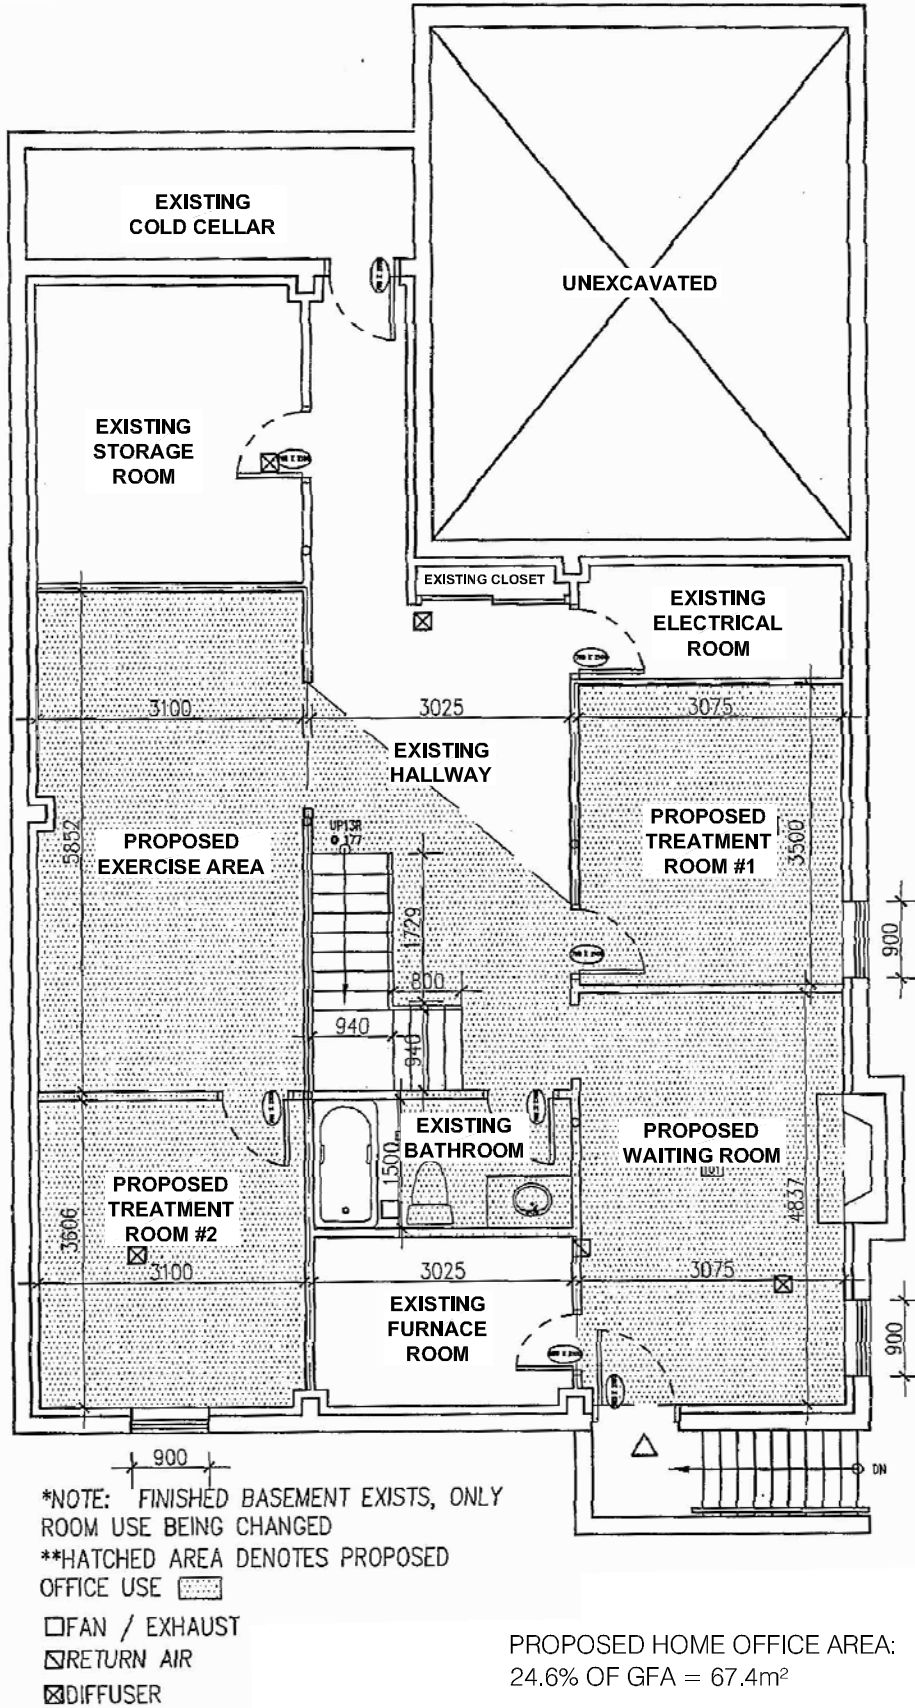 EXISTING
COLD CELLAR
UNEXCAVATED
EXISTING
STORAGE
ROOM
EXISTING CLOSET
EXISTING
ELECTRICAL
ROOM
3100
3025
3075
EXISTING
HALLWAY
PROPOSED
EXERCISE AREA
5852
UP13R
@ 177
PROPOSED
TREATMENT
ROOM #1
3500
1729
800
900
940
940
EXISTING
BATHROOM
1500
PROPOSED
WAITING ROOM
4837
PROPOSED
TREATMENT
ROOM #2
3606
3100
3025
3075
EXISTING
FURNACE
ROOM
900
900
DN
*NOTE: FINISHED BASEMENT EXISTS, ONLY
ROOM USE BEING CHANGED
**HATCHED AREA DENOTES PROPOSED
OFFICE USE
FAN / EXHAUST
RETURN AIR
DIFFUSER
PROPOSED HOME OFFICE AREA:
24.6% OF GFA = 67.4m²